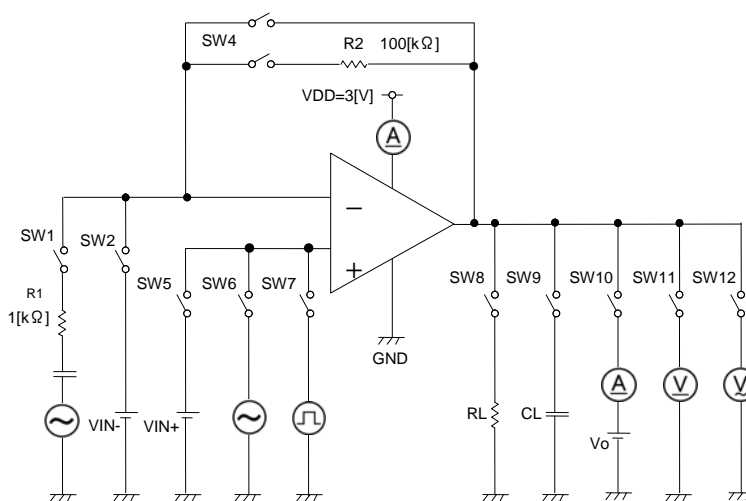 SW4
R2 100[kΩ]
VDD=3[V]
A
−
+
SW1
SW2
SW5
SW6
SW7
R1
1[kΩ]
VIN-
VIN+
GND
SW8
SW9
SW10
SW11
SW12
RL
CL
A
V
V
Vo